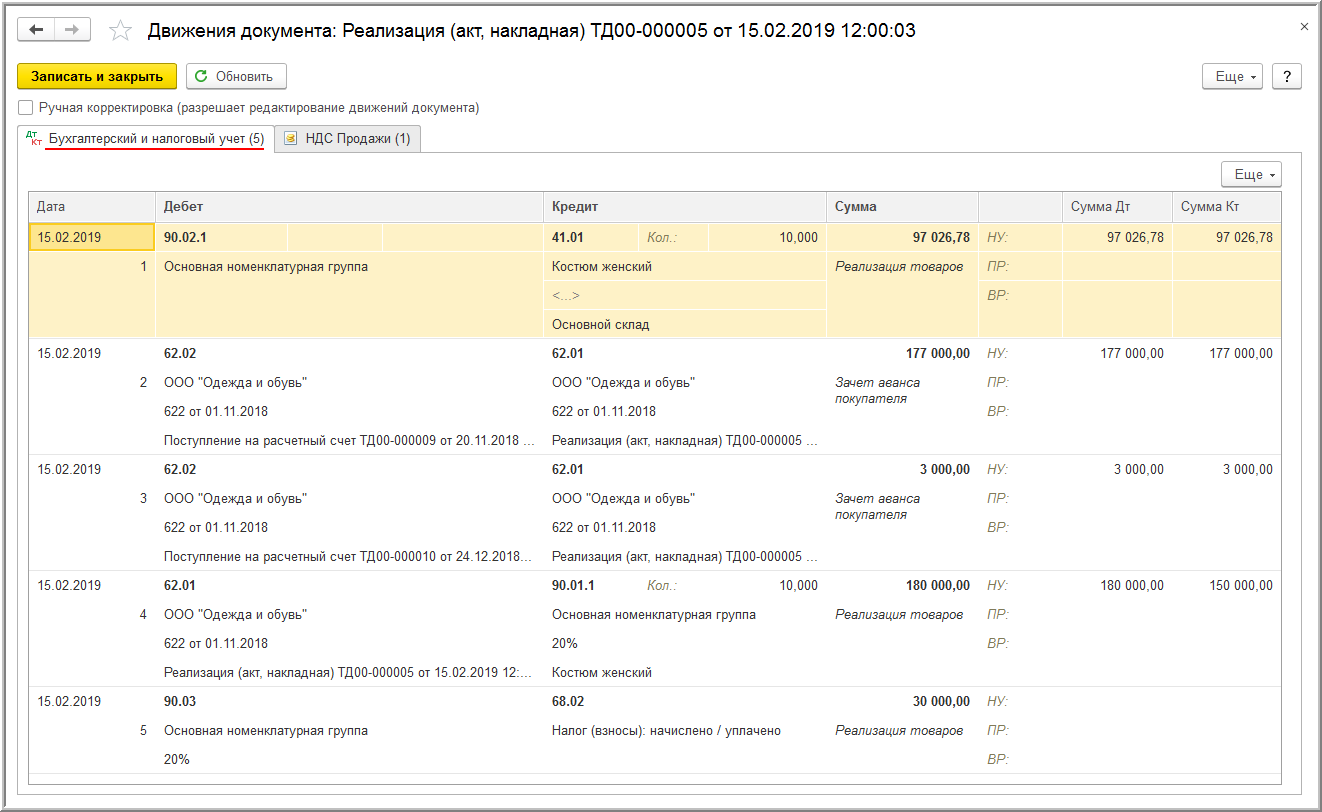 Движения документа: Реализация (акт, накладная) ТД00-000005 от 15.02.2019 12:00:03
Записать и закрыть Обновить Еще ?
Ручная корректировка (разрешает редактирование движений документа)
Дт Кт Бухгалтерский и налоговый учет (5) НДС Продажи (1)
Еще
Дата Дебет Кредит Сумма Сумма Дт Сумма Кт
15.02.2019 90.02.1 41.01 Кол.: 10,000 97 026,78 НУ: 97 026,78 97 026,78
1 Основная номенклатурная группа Костюм женский Реализация товаров ПР:
<...> ВР:
Основной склад
15.02.2019 62.02 62.01 177 000,00 НУ: 177 000,00 177 000,00
2 ООО "Одежда и обувь" ООО "Одежда и обувь" Зачет аванса ПР:
покупателя
622 от 01.11.2018 622 от 01.11.2018 ВР:
Поступление на расчетный счет ТД00-000009 от 20.11.2018 ... Реализация (акт, накладная) ТД00-000005 ...
15.02.2019 62.02 62.01 3 000,00 НУ: 3 000,00 3 000,00
3 ООО "Одежда и обувь" ООО "Одежда и обувь" Зачет аванса ПР:
покупателя
622 от 01.11.2018 622 от 01.11.2018 ВР:
Поступление на расчетный счет ТД00-000010 от 24.12.2018... Реализация (акт, накладная) ТД00-000005 ...
15.02.2019 62.01 90.01.1 Кол.: 10,000 180 000,00 НУ: 180 000,00 150 000,00
4 ООО "Одежда и обувь" Основная номенклатурная группа Реализация товаров ПР:
622 от 01.11.2018 20% ВР:
Реализация (акт, накладная) ТД00-000005 от 15.02.2019 12:... Костюм женский
15.02.2019 90.03 68.02 30 000,00 НУ:
5 Основная номенклатурная группа Налог (взносы): начислено / уплачено Реализация товаров ПР:
20% ВР: